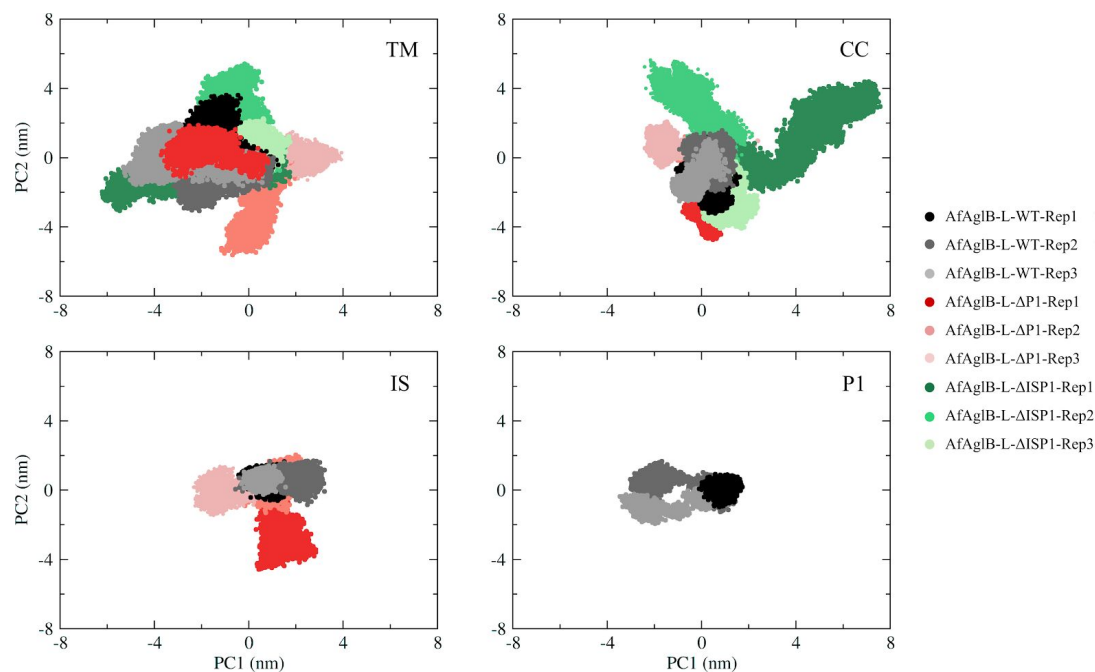 8
4
0
-4
-8
PC2 (nm)
TM
-8
-4
0
4
8
8
4
0
-4
-8
CC
-8
-4
0
4
8
AfAglB-L-WT-Rep1
AfAglB-L-WT-Rep2
AfAglB-L-WT-Rep3
AfAglB-L-ΔP1-Rep1
AfAglB-L-ΔP1-Rep2
AfAglB-L-ΔP1-Rep3
AfAglB-L-ΔISP1-Rep1
AfAglB-L-ΔISP1-Rep2
AfAglB-L-ΔISP1-Rep3
8
4
0
-4
-8
PC2 (nm)
IS
-8
-4
0
4
8
PC1 (nm)
8
4
0
-4
-8
P1
-8
-4
0
4
8
PC1 (nm)